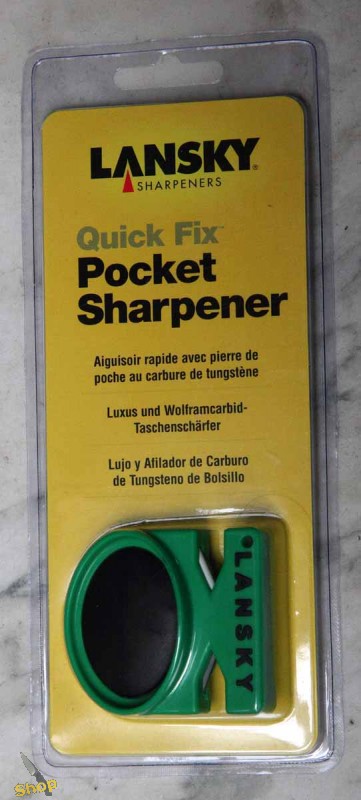 LANSKY®
SHARPENERS
Quick Fix™
Pocket
Sharpener
Aiguisoir rapide avec pierre de
poche au carbure de tungstène
Luxus und Wolframcarbid-
Taschenschärfer
Lujo y Afilador de Carburo
de Tungsteno de Bolsillo
LANSKY
Shop